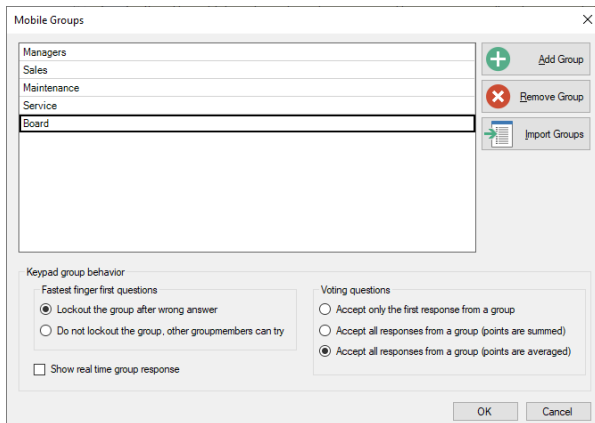 Mobile Groups
Managers
Sales
Maintenance
Service
Board
Add Group
Remove Group
Import Groups
Keypad group behavior
Fastest finger first questions
Lockout the group after wrong answer
Do not lockout the group, other groupmembers can try
Show real time group response
Voting questions
Accept only the first response from a group
Accept all responses from a group (points are summed)
Accept all responses from a group (points are averaged)
OK
Cancel